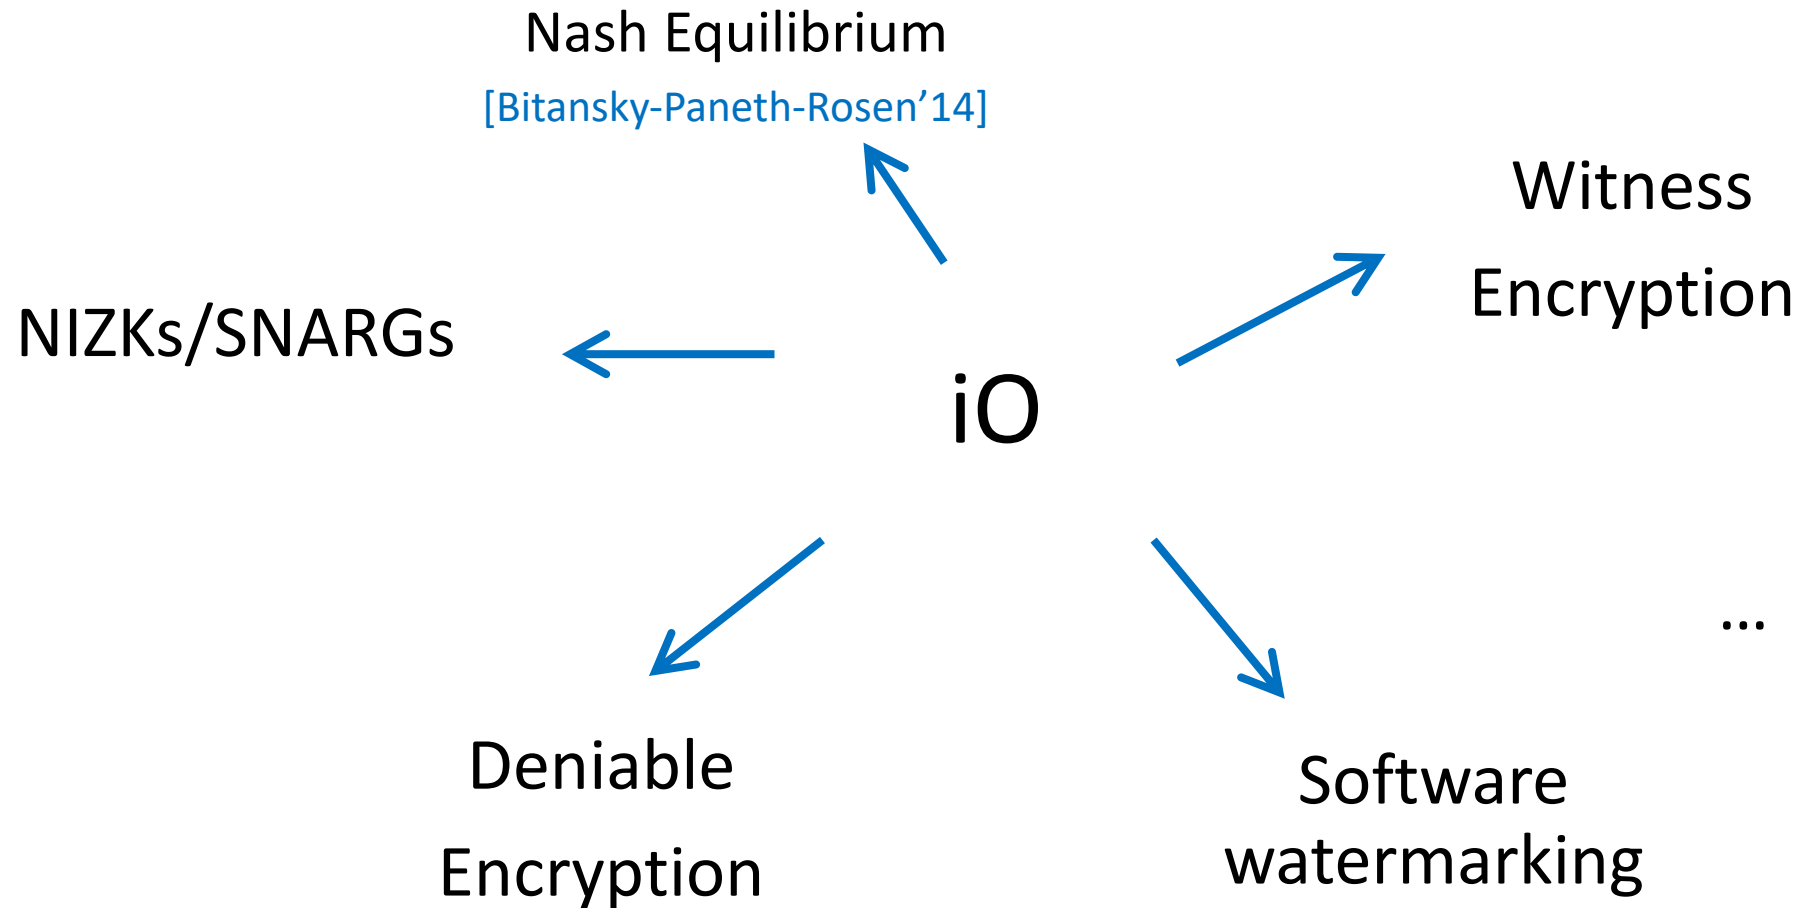 Nash Equilibrium
[Bitansky-Paneth-Rosen’14]
Witness
Encryption
NIZKs/SNARGs
iO
...
Deniable
Encryption
Software
watermarking